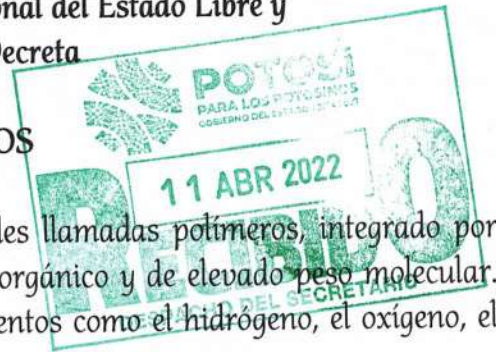 onal del Estado Libre y
Decreta
POTOSÍ
PARA LOS POTOSINOS
GOBIERNO DEL
OS
11 ABR 2022
RECIBIDO
les llamadas polímeros, integrado por
orgánico y de elevado peso molecular.
DEL SECRETARIO
entos como el hidrógeno, el oxígeno, el